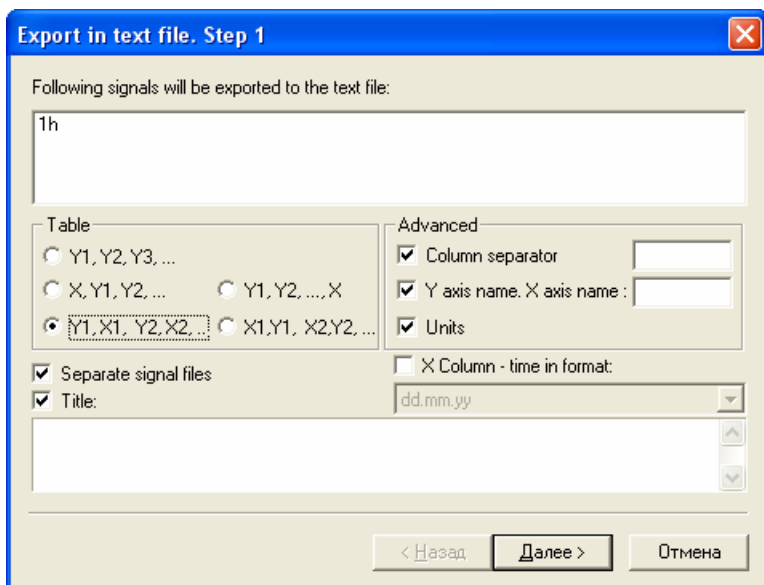 Export in text file. Step 1
Following signals will be exported to the text file:
1h
Table
Y1, Y2, Y3, ...
X, Y1, Y2, ...
Y1, Y2, ..., X
Y1, X1, Y2, X2, ..
X1,Y1, X2,Y2, ...
Advanced
Column separator
Y axis name. X axis name :
Units
Separate signal files
Title:
X Column - time in format:
dd.mm.yy
< Назад
Далее >
Отмена